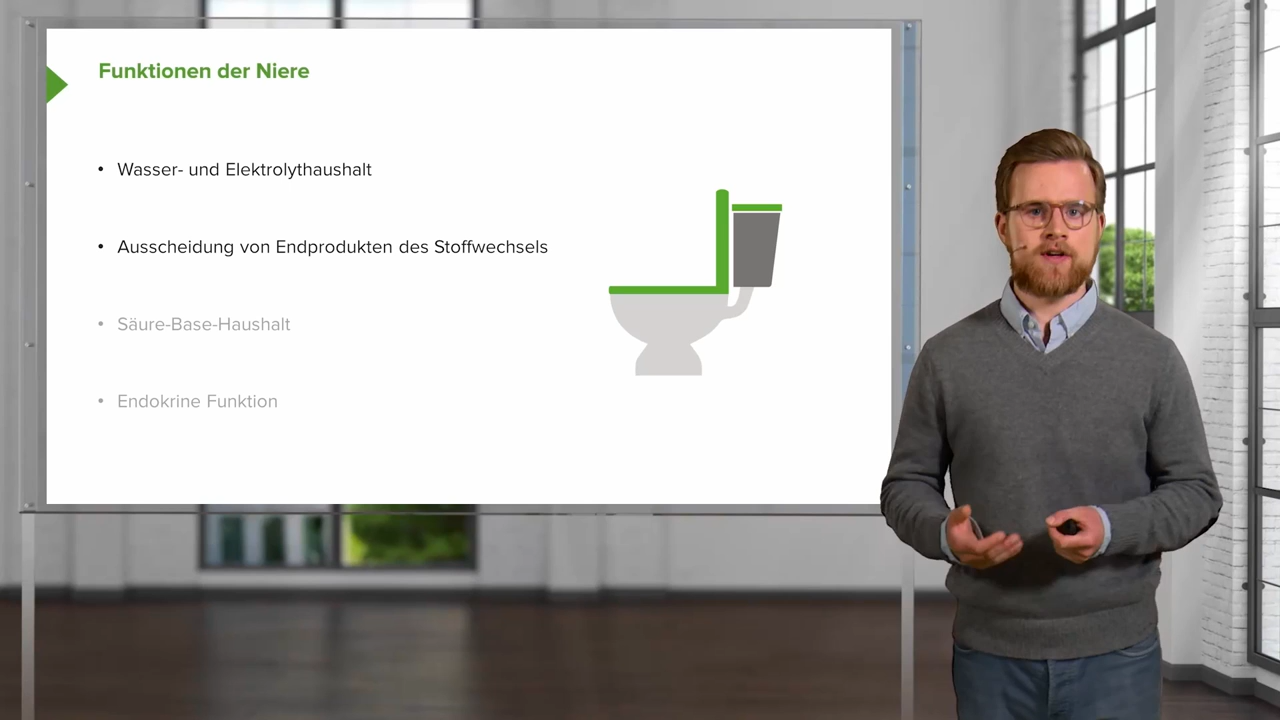 Funktionen der Niere
• Wasser- und Elektrolythaushalt
• Ausscheidung von Endprodukten des Stoffwechsels
• Säure-Base-Haushalt
• Endokrine Funktion